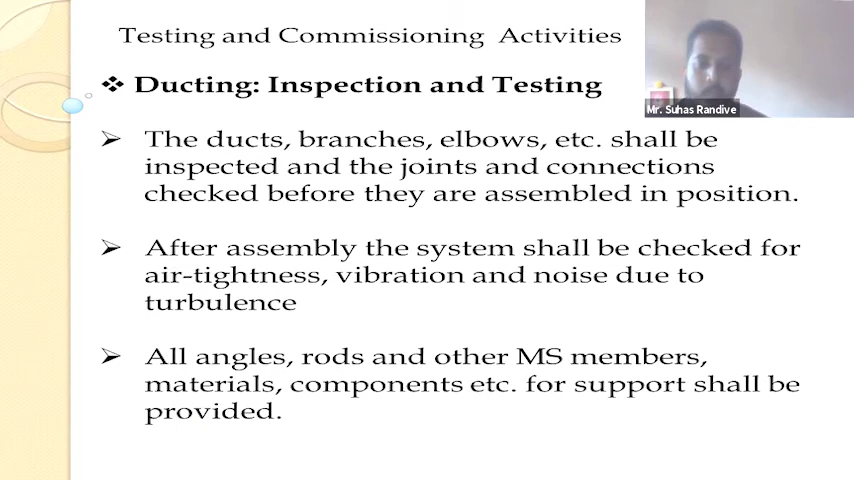 Testing and Commissioning Activities
❖ Ducting: Inspection and Testing
Mr. Suhas Randive
➢ The ducts, branches, elbows, etc. shall be
inspected and the joints and connections
checked before they are assembled in position.
➢ After assembly the system shall be checked for
air-tightness, vibration and noise due to
turbulence
➢ All angles, rods and other MS members,
materials, components etc. for support shall be
provided.